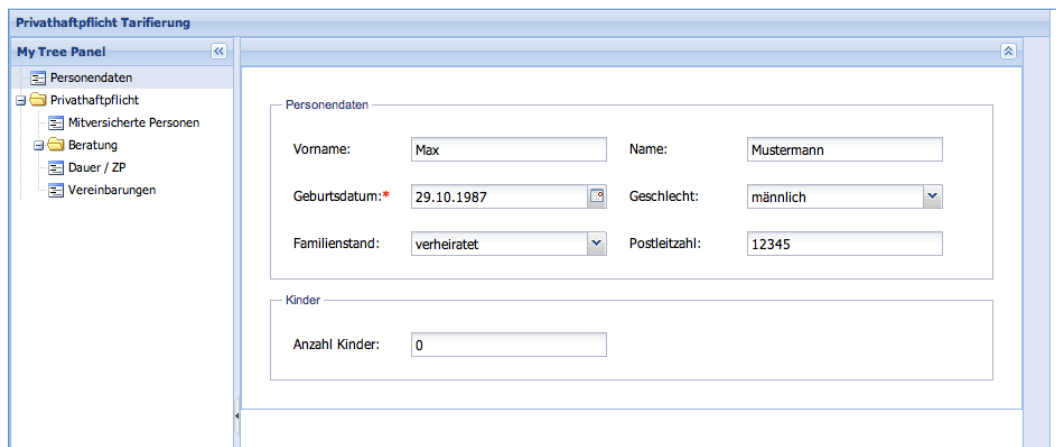 Privathaftpflicht Tarifierung
My Tree Panel
Personendaten
Privathaftpflicht
Mitversicherte Personen
Beratung
Dauer / ZP
Vereinbarungen
Personendaten
Vorname: Max Name: Mustermann
Geburtsdatum:* 29.10.1987 Geschlecht: männlich
Familienstand: verheiratet Postleitzahl: 12345
Kinder
Anzahl Kinder: 0